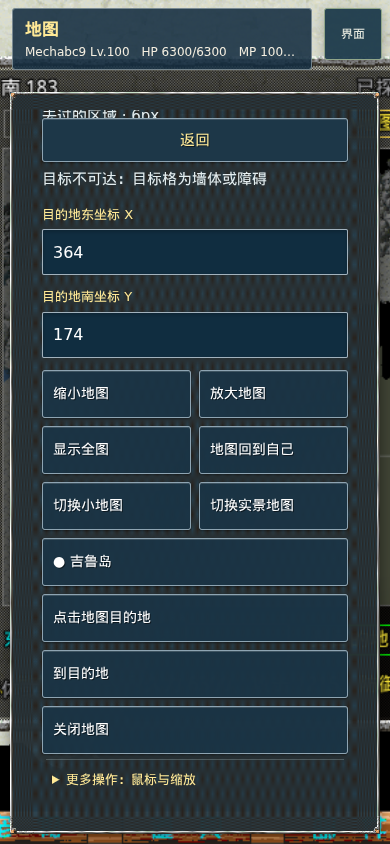 地图
Mechabc9 Lv.100 HP 6300/6300 MP 100...
界面
南 183
已探
去过的区域：6px
返回
目标不可达：目标格为墙体或障碍
目的地东坐标 X
364
目的地南坐标 Y
174
缩小地图
放大地图
显示全图
地图回到自己
切换小地图
切换实景地图
● 吉鲁岛
点击地图目的地
到目的地
关闭地图
▶ 更多操作：鼠标与缩放